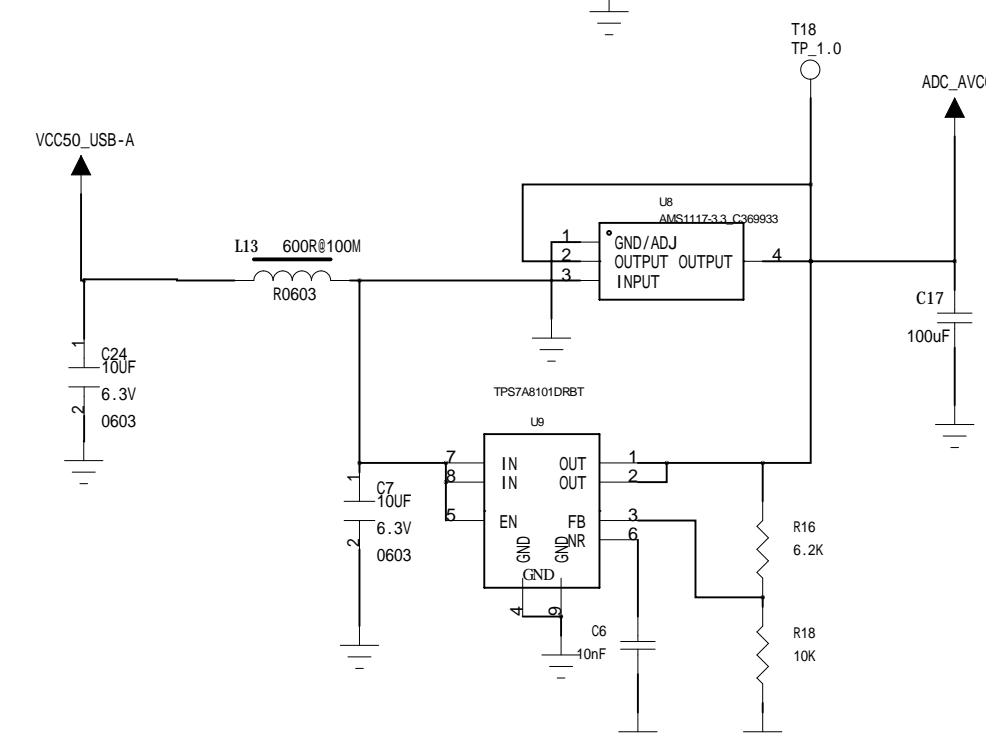 T18
TP_1.0
ADC_AVC
VCC50_USB-A
U8
AMS1117-3.3_C369933
L13 600R@100M
R0603
1 GND/ADJ
2 OUTPUT OUTPUT 4
3 INPUT
C17
100uF
1
C24
10UF
6.3V
2
0603
TPS7A8101DRBT
U9
7 IN OUT 1
8 IN OUT 2
5 EN FB 3
NR 6
GND GND
GND
4 9
1
C7
10UF
6.3V
2
0603
R16
6.2K
C6
10nF
R18
10K